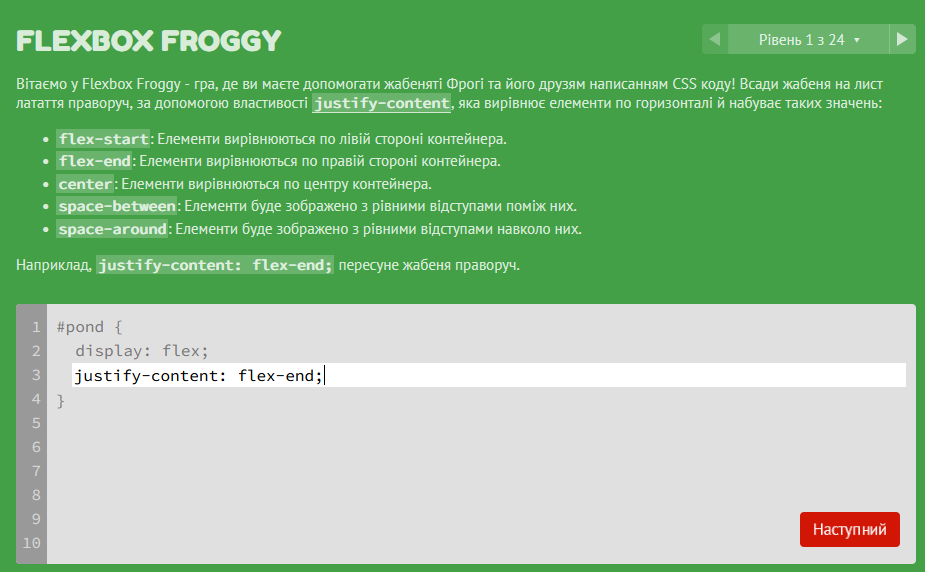 FLEXBOX FROGGY
◀ Рівень 1 з 24 ▾ ▶
Вітаємо у Flexbox Froggy - гра, де ви маєте допомогати жабеняті Фрогі та його друзям написанням CSS коду! Всади жабеня на лист
латаття праворуч, за допомогою властивості justify-content, яка вирівнює елементи по горизонталі й набуває таких значень:
• flex-start: Елементи вирівнюються по лівій стороні контейнера.
• flex-end: Елементи вирівнюються по правій стороні контейнера.
• center: Елементи вирівнюються по центру контейнера.
• space-between: Елементи буде зображено з рівними відступами поміж них.
• space-around: Елементи буде зображено з рівними відступами навколо них.
Наприклад, justify-content: flex-end; пересуне жабеня праворуч.
1 #pond {
2 display: flex;
3 justify-content: flex-end;
4 }
5
6
7
8
9
10
Наступний